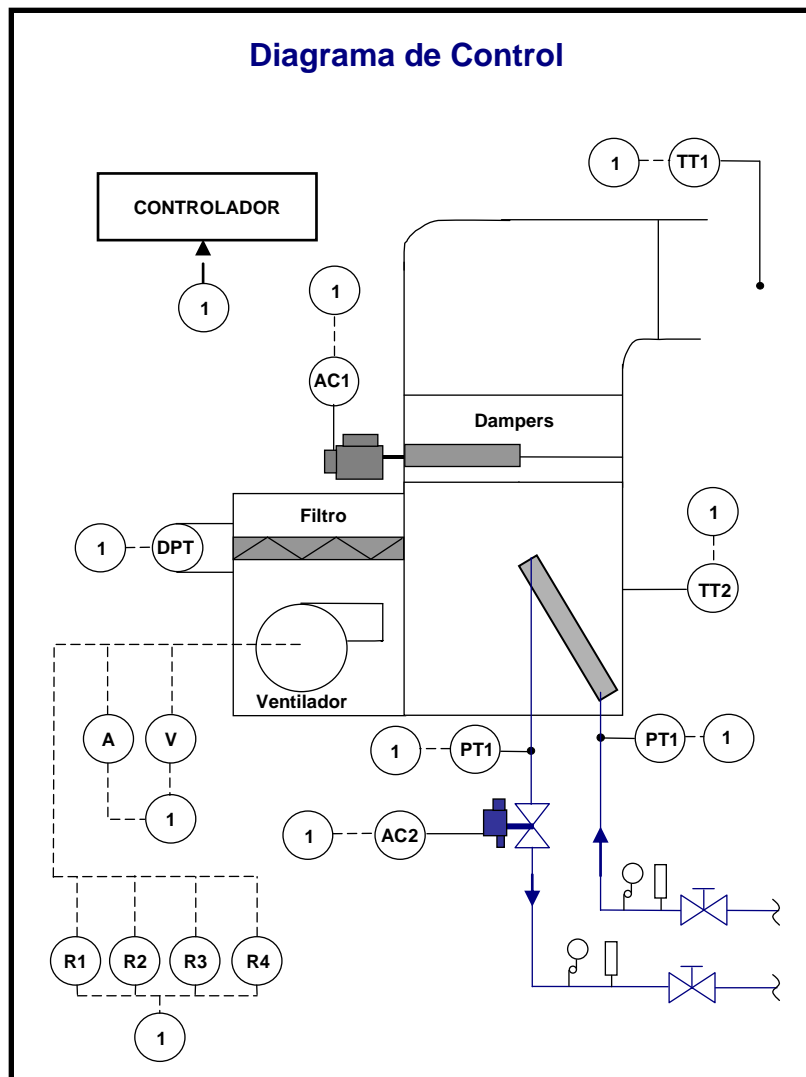 Diagrama de Control
1 TT1
CONTROLADOR
1
1
AC1
Dampers
Filtro
1 DPT
1
TT2
Ventilador
A V
1
1 PT1
PT1 1
1 AC2
R1 R2 R3 R4
1